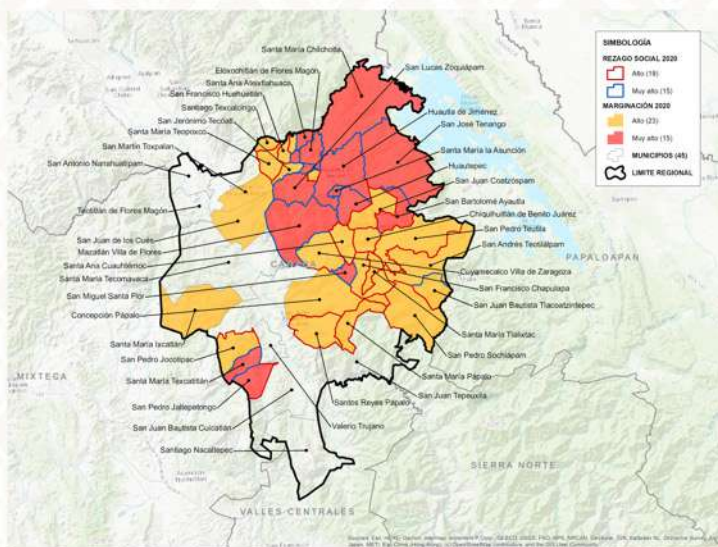 SIMBOLOGÍA
REZAGO SOCIAL 2020
Alto (18)
Muy alto (15)
MARGINACIÓN 2020
Alto (23)
Muy alto (15)
MUNICIPIOS (45)
LIMITE REGIONAL
Santa María Chilchotla
Eloxochitlán de Flores Magón
Santa Ana Ateixtlahuaca
San Francisco Huehuetlán
Santiago Texcalcingo
San Jerónimo Tecóatl
Santa María Teopoxco
San Martín Toxpalan
San Antonio Nanahuatipam
Teotitlán de Flores Magón
San Juan de los Cués
Mazatlán Villa de Flores
Santa Ana Cuauhtémoc
Santa María Tecomavaca
San Miguel Santa Flor
Concepción Pápalo
Santa María Ixcatlán
San Pedro Jocotipac
Santa María Texcatitlán
San Pedro Jaltepetongo
San Juan Bautista Cuicatlán
Santiago Nacaltepec
San Lucas Zoquiápam
Huautla de Jiménez
San José Tenango
Santa María la Asunción
Huautepec
San Juan Coatzóspam
San Bartolomé Ayautla
Chiquihuitlán de Benito Juárez
San Pedro Teutila
San Andrés Teotilálpam
Cuyamecalco Villa de Zaragoza
San Francisco Chapulapa
San Juan Bautista Tlacoatzintepec
Santa María Tlalixtac
San Pedro Sochiápam
Santa María Pápalo
San Juan Tepeuxila
Santos Reyes Pápalo
Valerio Trujano
PAPALOAPAN
MIXTECA
SIERRA NORTE
VALLES CENTRALES